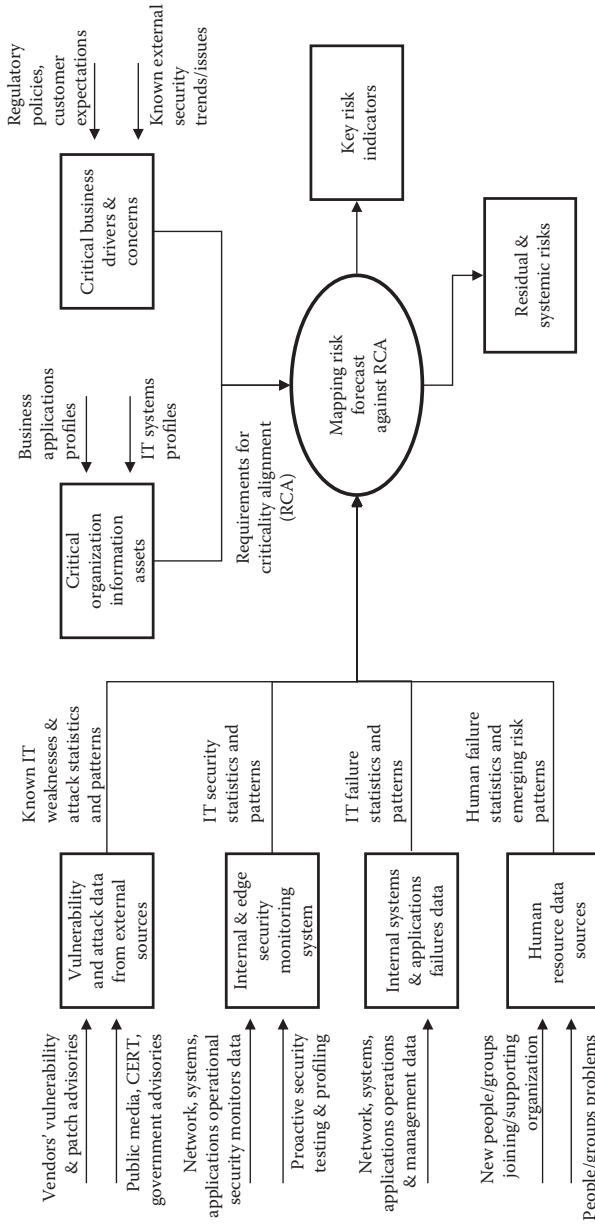 Vendors' vulnerability
& patch advisories
Public media, CERT,
government advisories
Vulnerability
and attack data
from external
sources
Known IT
weaknesses &
attack statistics
and patterns
Network, systems,
applications operational
security monitors data
Proactive security
testing & profiling
Internal & edge
security
monitoring
system
IT security
statistics and
patterns
Network, systems,
applications operations
& management data
Internal systems
& applications
failures data
IT failure
statistics and
patterns
New people/groups
joining/supporting
organization
People/groups problems
Human
resource data
sources
Human failure
statistics and
emerging risk
patterns
Business
applications
profiles
IT systems profiles
Critical
organization
information
assets
Regulatory
policies,
customer
expectations
Known external
security
trends/issues
Critical business
drivers &
concerns
Requirements for
criticality alignment
(RCA)
Mapping risk
forecast
against RCA
Key risk
indicators
Residual &
systemic risks